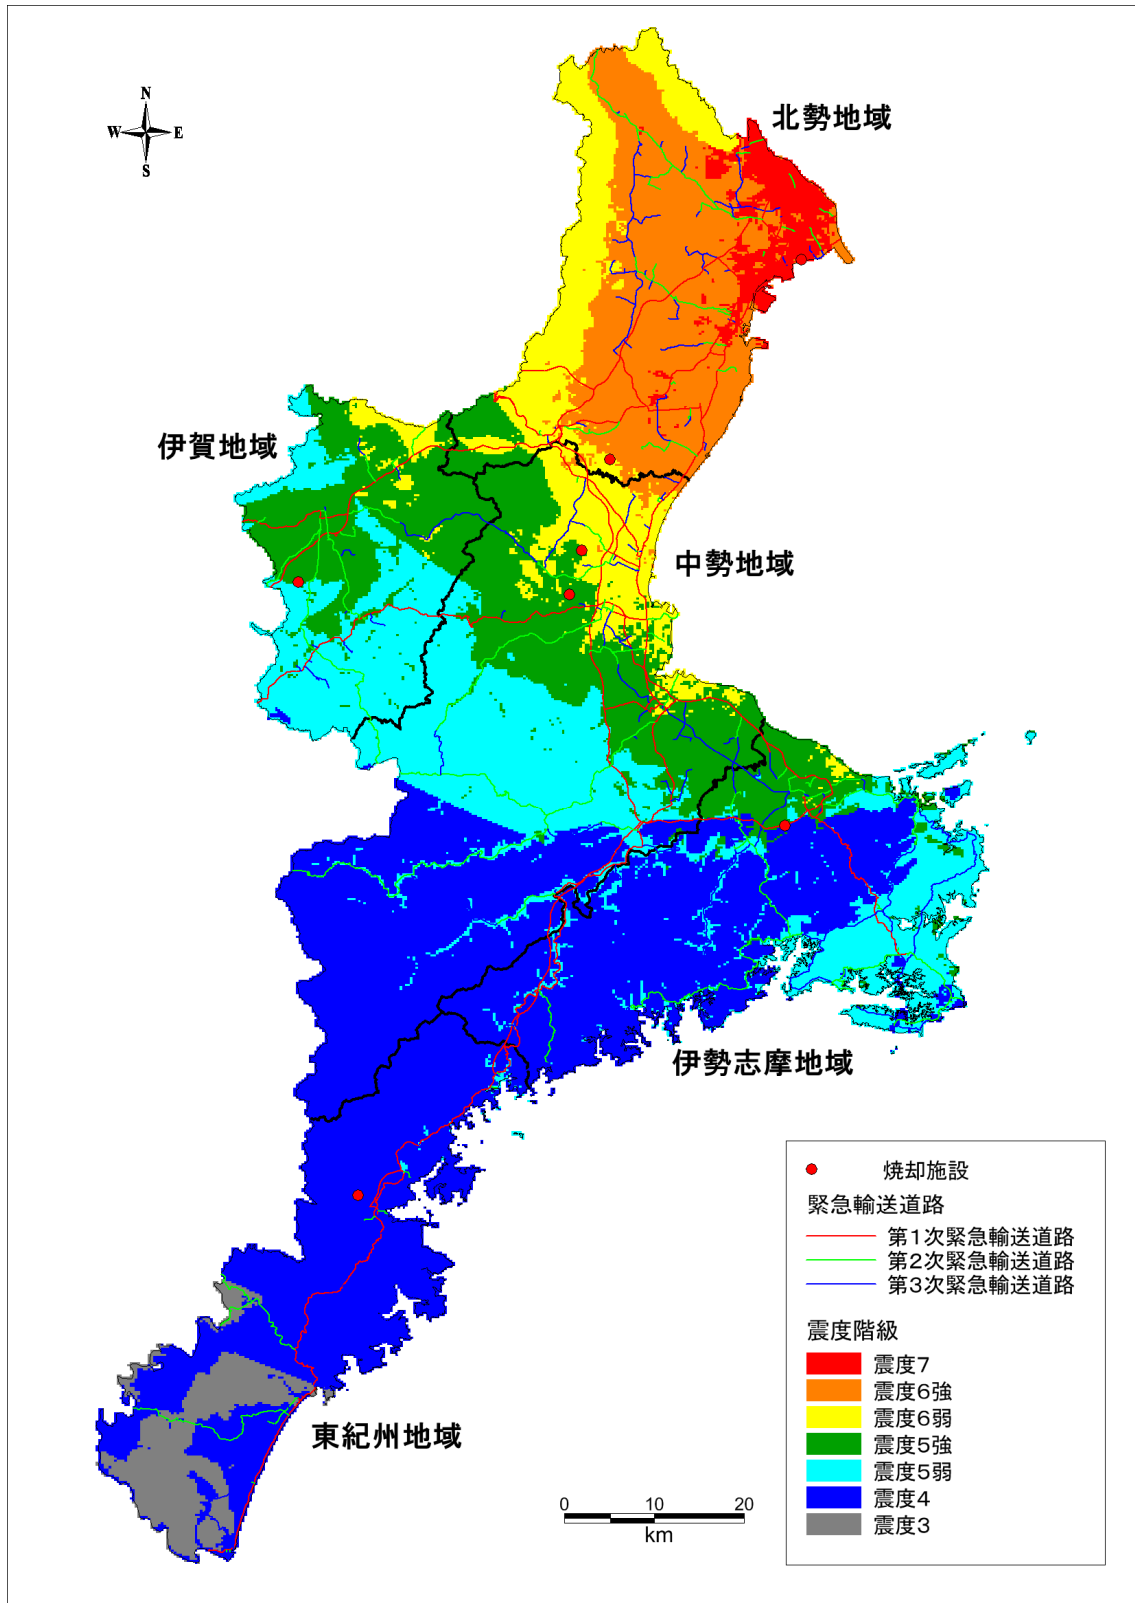 N
W E
S
北勢地域
伊賀地域
中勢地域
伊勢志摩地域
東紀州地域
焼却施設
緊急輸送道路
第1次緊急輸送道路
第2次緊急輸送道路
第3次緊急輸送道路
震度階級
震度7
震度6強
震度6弱
震度5強
震度5弱
震度4
震度3
0 10 20
km